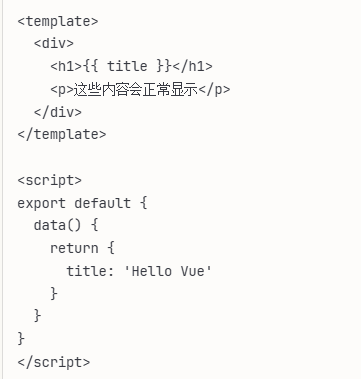 <template>
  <div>
    <h1>{{ title }}</h1>
    <p>这些内容会正常显示</p>
  </div>
</template>

<script>
export default {
  data() {
    return {
      title: 'Hello Vue'
    }
  }
}
</script>